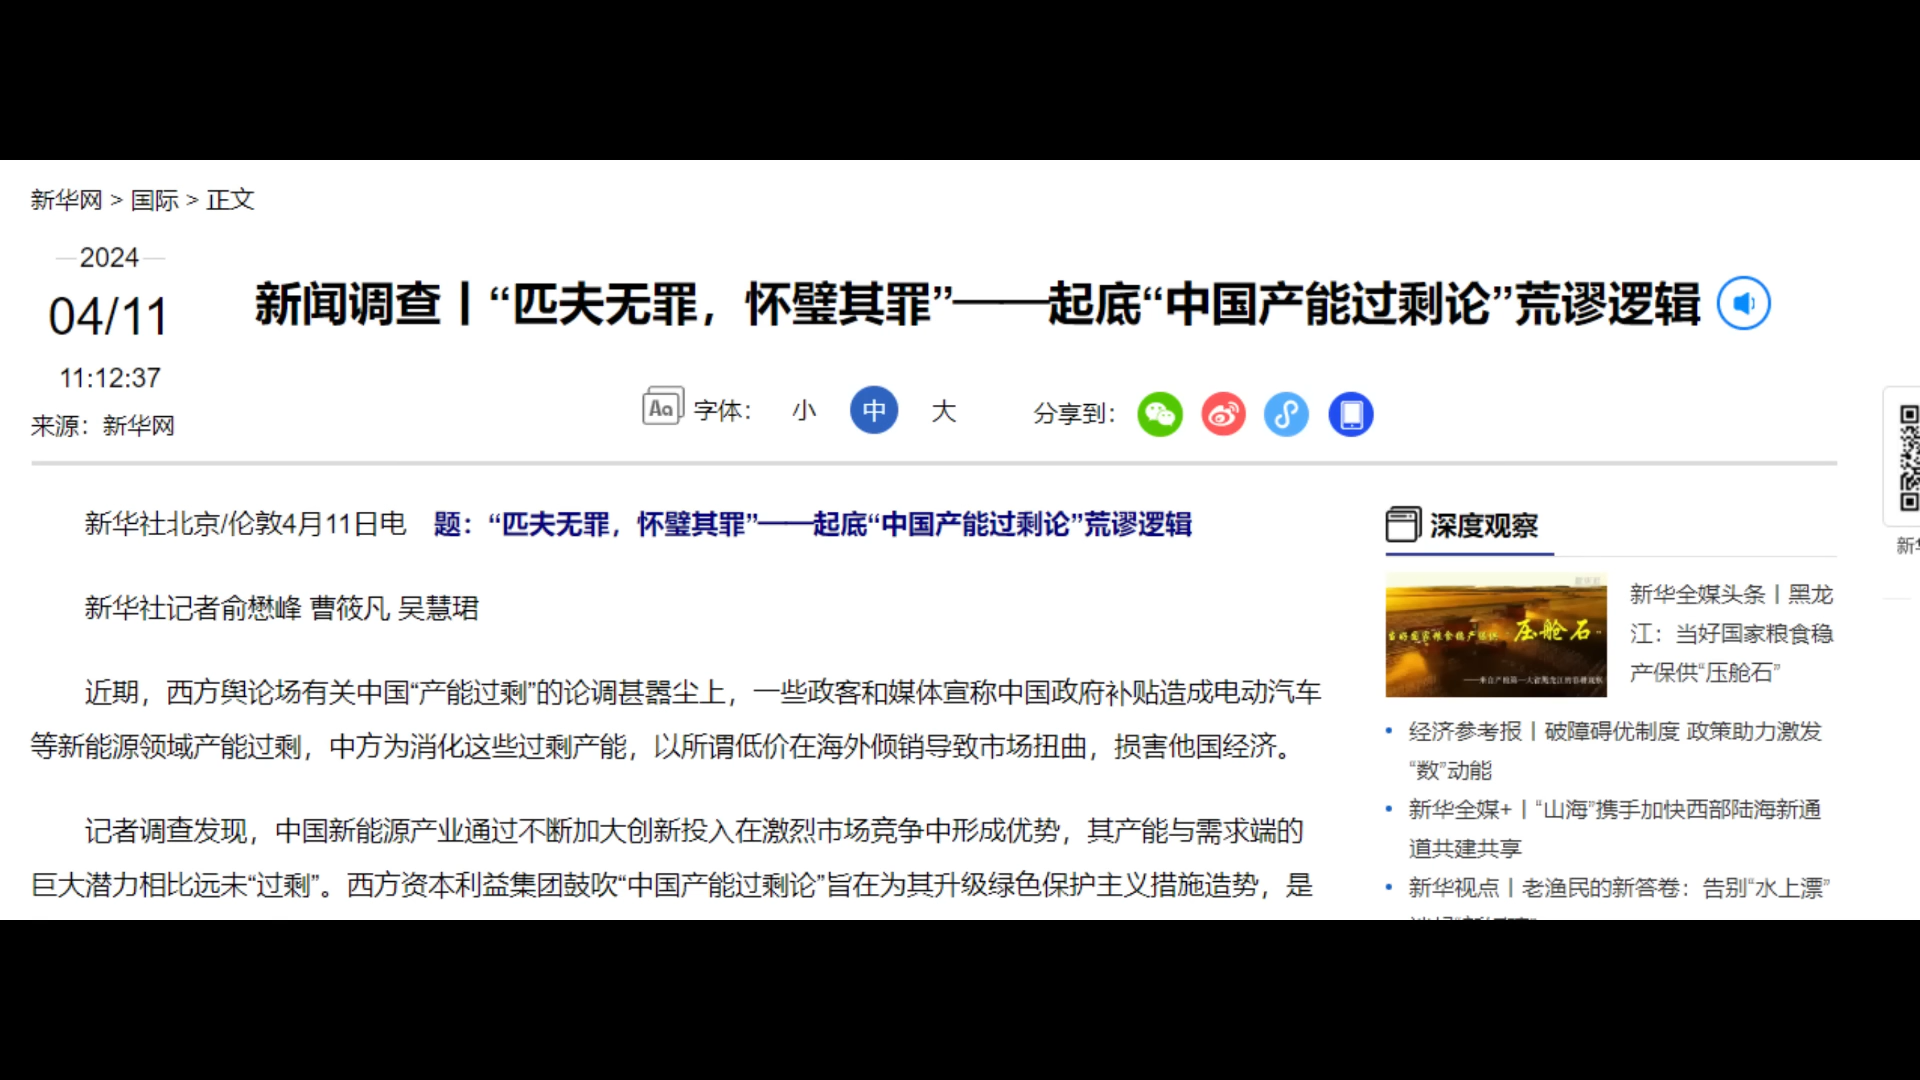 新华网 > 国际 > 正文
2024
04/11
11:12:37
来源：新华网
新闻调查丨“匹夫无罪，怀璧其罪”——起底“中国产能过剩论”荒谬逻辑
Aa 字体： 小 中 大 分享到：
新华社北京/伦敦4月11日电 题：“匹夫无罪，怀璧其罪”——起底“中国产能过剩论”荒谬逻辑
新华社记者俞懋峰 曹筱凡 吴慧珺
近期，西方舆论场有关中国“产能过剩”的论调甚嚣尘上，一些政客和媒体宣称中国政府补贴造成电动汽车
等新能源领域产能过剩，中方为消化这些过剩产能，以所谓低价在海外倾销导致市场扭曲，损害他国经济。
记者调查发现，中国新能源产业通过不断加大创新投入在激烈市场竞争中形成优势，其产能与需求端的
巨大潜力相比远未“过剩”。西方资本利益集团鼓吹“中国产能过剩论”旨在为其升级绿色保护主义措施造势，是
深度观察
压舱石
新华全媒头条丨黑龙
江：当好国家粮食稳
产保供“压舱石”
经济参考报丨破障碍优制度 政策助力激发
“数”动能
新华全媒+丨“山海”携手加快西部陆海新通
道共建共享
新华视点丨老渔民的新答卷：告别“水上漂”
新